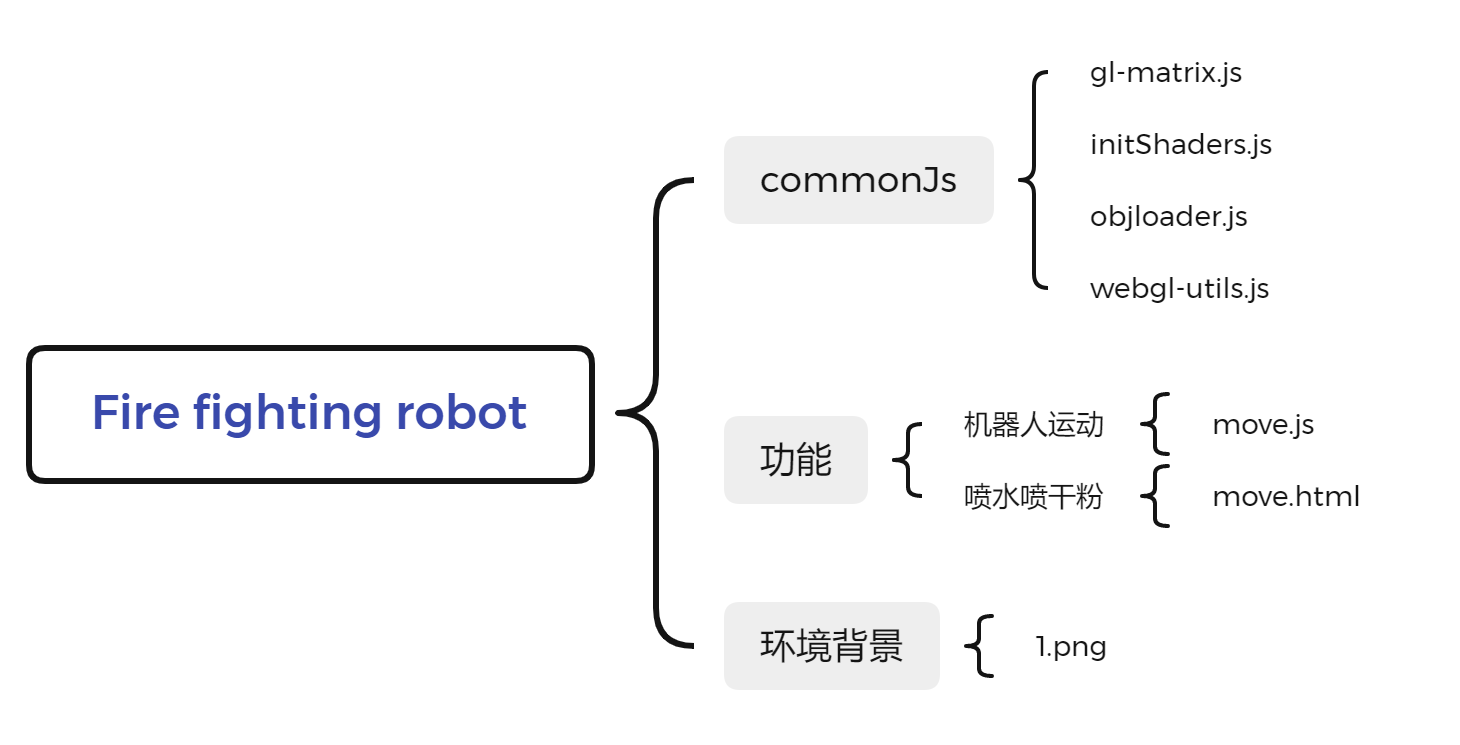 Fire fighting robot
commonJs
gl-matrix.js
initShaders.js
objloader.js
webgl-utils.js
功能
机器人运动
move.js
喷水喷干粉
move.html
环境背景
1.png